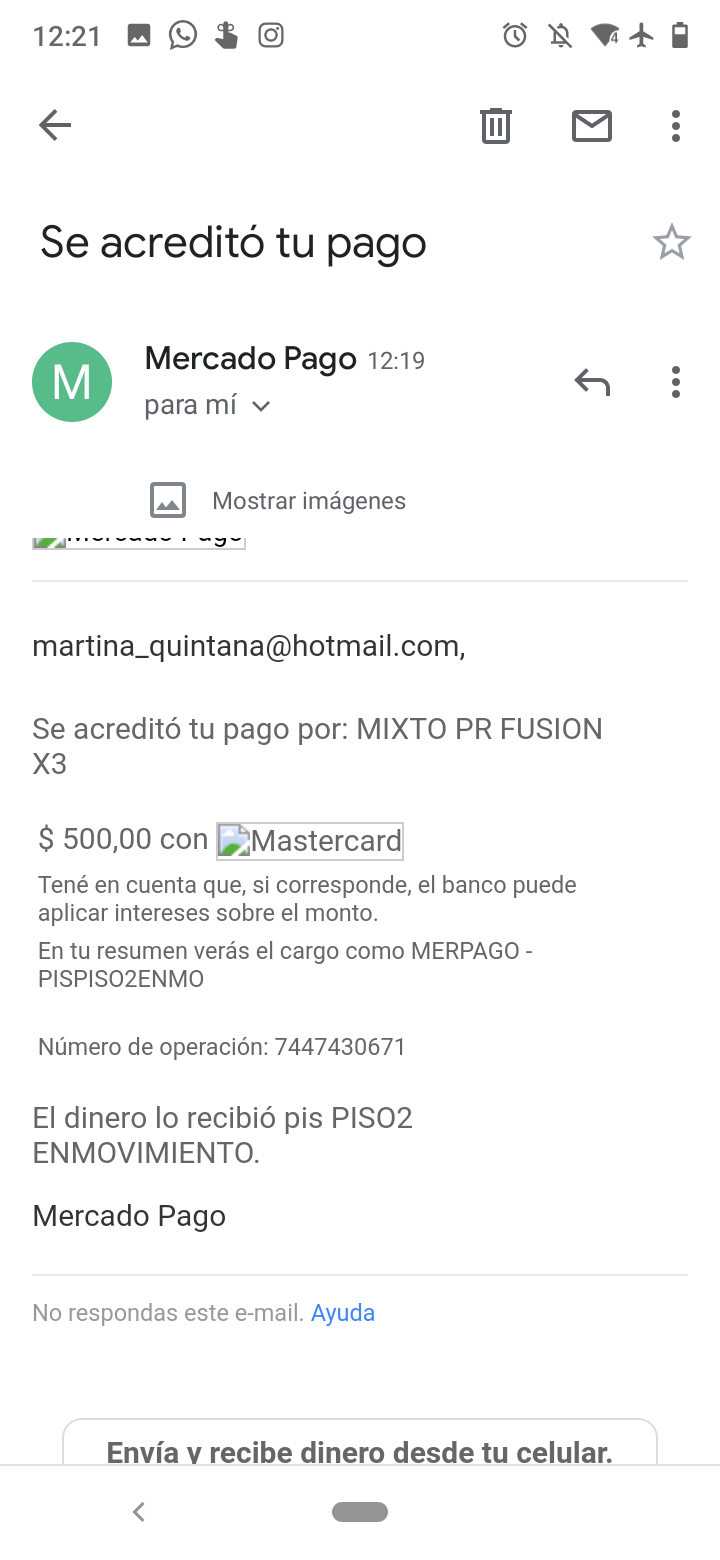 12:21
4
Se acreditó tu pago
M
Mercado Pago 12:19
para mí
Mostrar imágenes
Mercado Pago
martina_quintana@hotmail.com,
Se acreditó tu pago por: MIXTO PR FUSION
X3
$ 500,00 con Mastercard
Tené en cuenta que, si corresponde, el banco puede
aplicar intereses sobre el monto.
En tu resumen verás el cargo como MERPAGO -
PISPISO2ENMO
Número de operación: 7447430671
El dinero lo recibió pis PISO2
ENMOVIMIENTO.
Mercado Pago
No respondas este e-mail. Ayuda
Envía y recibe dinero desde tu celular.